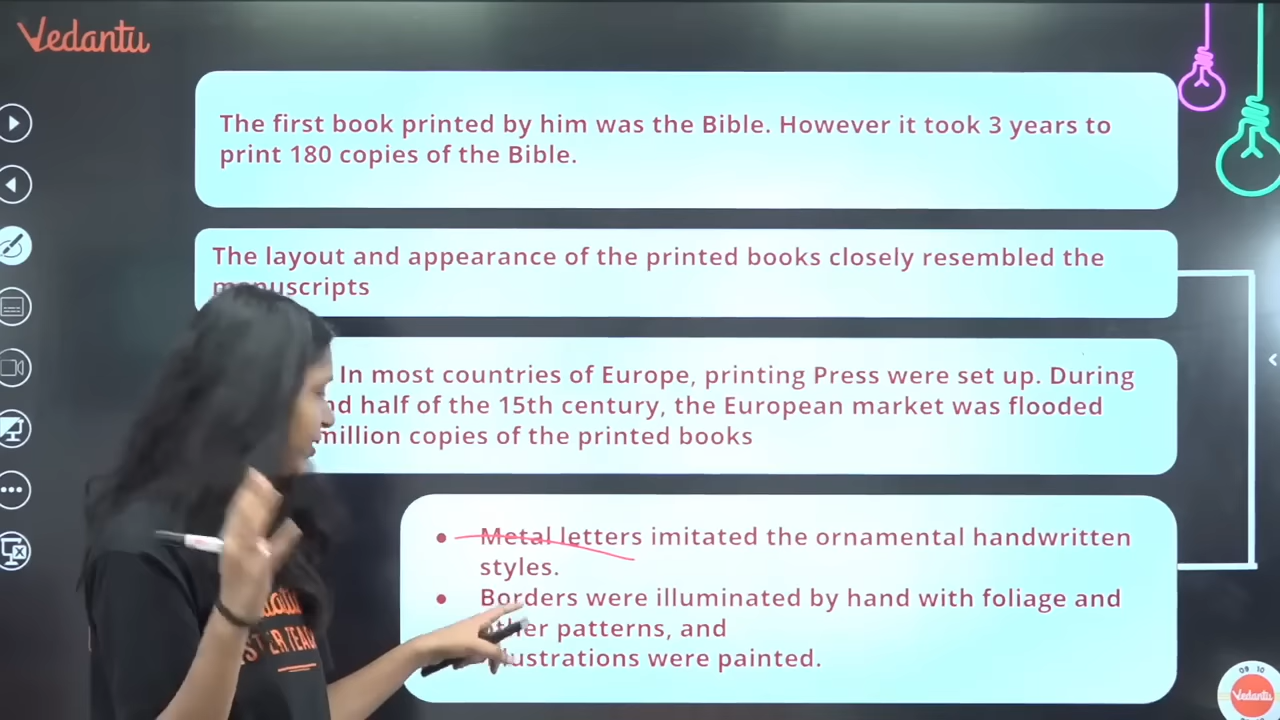 Vedantu
The first book printed by him was the Bible. However it took 3 years to
print 180 copies of the Bible.
The layout and appearance of the printed books closely resembled the
manuscripts
In most countries of Europe, printing Press were set up. During
half of the 15th century, the European market was flooded
million copies of the printed books
• Metal letters imitated the ornamental handwritten
styles.
• Borders were illuminated by hand with foliage and
other patterns, and
illustrations were painted.
Vedantu